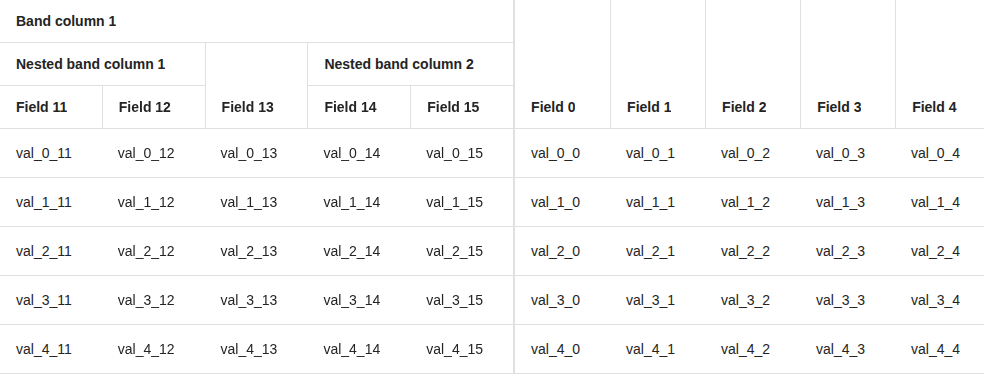 Band column 1
Nested band column 1 Nested band column 2
Field 11 Field 12 Field 13 Field 14 Field 15 Field 0 Field 1 Field 2 Field 3 Field 4
val_0_11 val_0_12 val_0_13 val_0_14 val_0_15 val_0_0 val_0_1 val_0_2 val_0_3 val_0_4
val_1_11 val_1_12 val_1_13 val_1_14 val_1_15 val_1_0 val_1_1 val_1_2 val_1_3 val_1_4
val_2_11 val_2_12 val_2_13 val_2_14 val_2_15 val_2_0 val_2_1 val_2_2 val_2_3 val_2_4
val_3_11 val_3_12 val_3_13 val_3_14 val_3_15 val_3_0 val_3_1 val_3_2 val_3_3 val_3_4
val_4_11 val_4_12 val_4_13 val_4_14 val_4_15 val_4_0 val_4_1 val_4_2 val_4_3 val_4_4